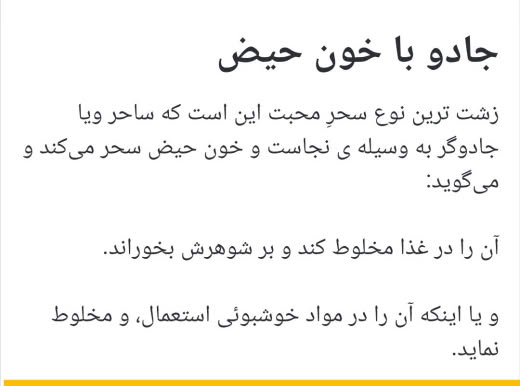 جادو با خون حیض
زشت ترین نوع سحرِ محبت این است که ساحر ویا
جادوگر به وسیله ی نجاست و خون حیض سحر می‌کند و
می‌گوید:
آن را در غذا مخلوط کند و بر شوهرش بخوراند.
و یا اینکه آن را در مواد خوشبوئی استعمال، و مخلوط
نماید.